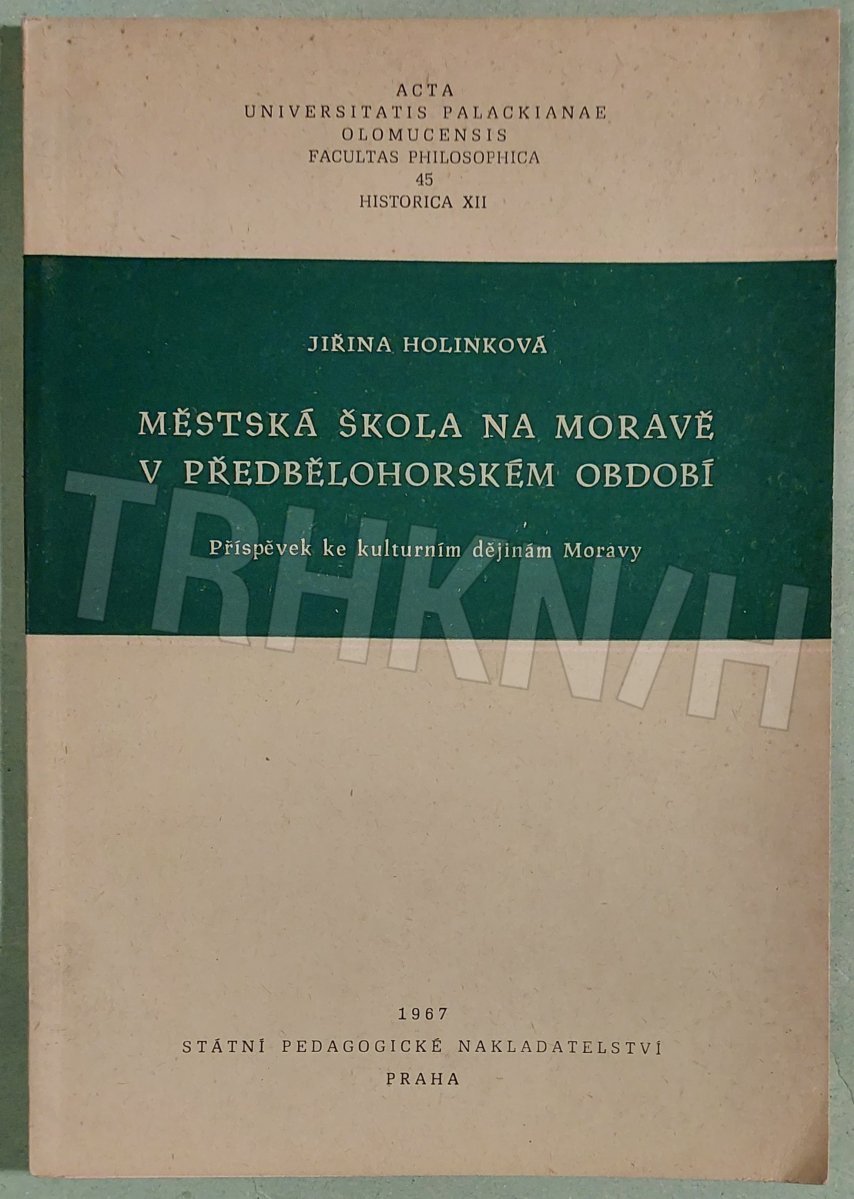 ACTA
UNIVERSITATIS PALACKIANAE
OLOMUCENSIS
FACULTAS PHILOSOPHICA
45
HISTORICA XII
JIŘINA HOLINKOVÁ
MĚSTSKÁ ŠKOLA NA MORAVĚ
V PŘEDBĚLOHORSKÉM OBDOBÍ
Příspěvek ke kulturním dějinám Moravy
TRHKN/H
1967
STÁTNÍ PEDAGOGICKÉ NAKLADATELSTVÍ
PRAHA